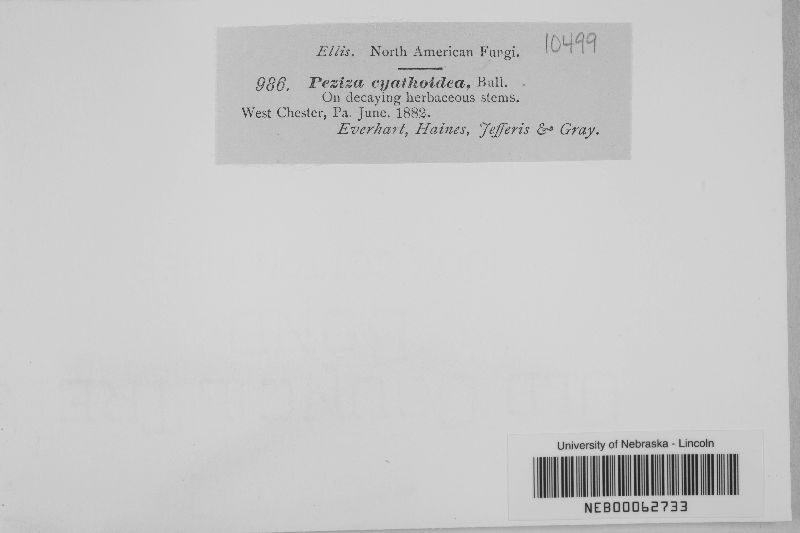 Ellis. North American Fungi. 10499
986. Peziza cyathoidea, Bull.
On decaying herbaceous stems.
West Chester, Pa. June. 1882.
Everhart, Haines, Jefferis & Gray.
University of Nebraska - Lincoln
NEB00062733